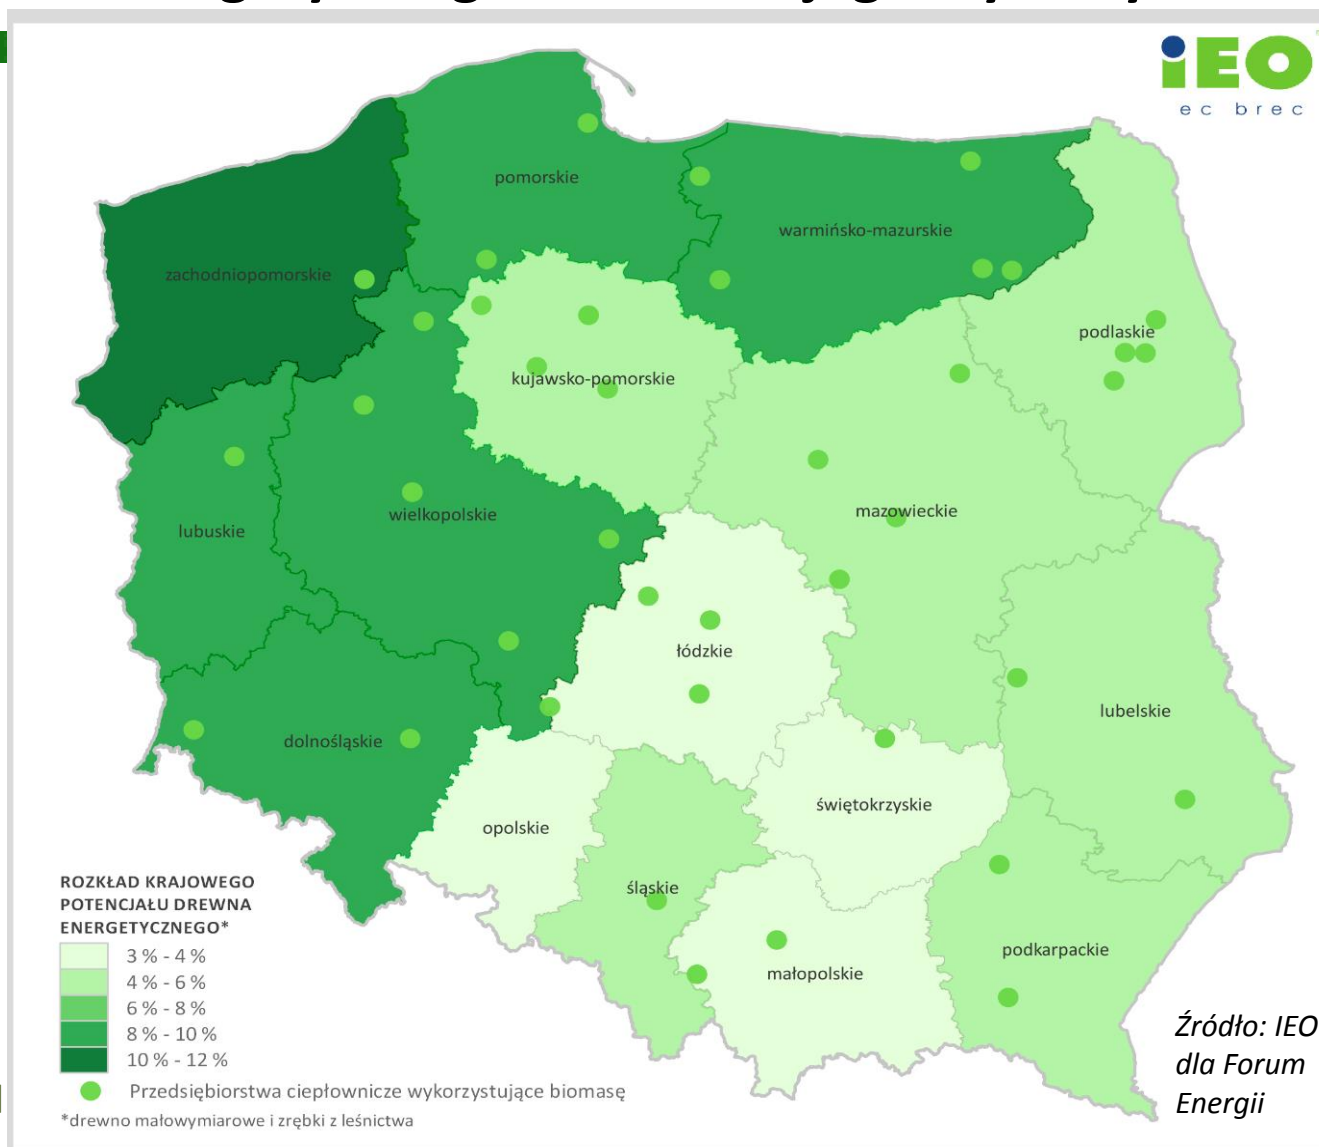 iEO
ec brec
pomorskie
warmińsko-mazurskie
zachodniopomorskie
podlaskie
kujawsko-pomorskie
mazowieckie
wielkopolskie
lubuskie
łódzkie
lubelskie
dolnośląskie
świętokrzyskie
opolskie
śląskie
podkarpackie
małopolskie
ROZKŁAD KRAJOWEGO
POTENCJAŁU DREWNA
ENERGETYCZNEGO*
3 % - 4 %
4 % - 6 %
6 % - 8 %
8 % - 10 %
10 % - 12 %
Przedsiębiorstwa ciepłownicze wykorzystujące biomasę
*drewno małowymiarowe i zrębki z leśnictwa
Źródło: IEO
dla Forum
Energii